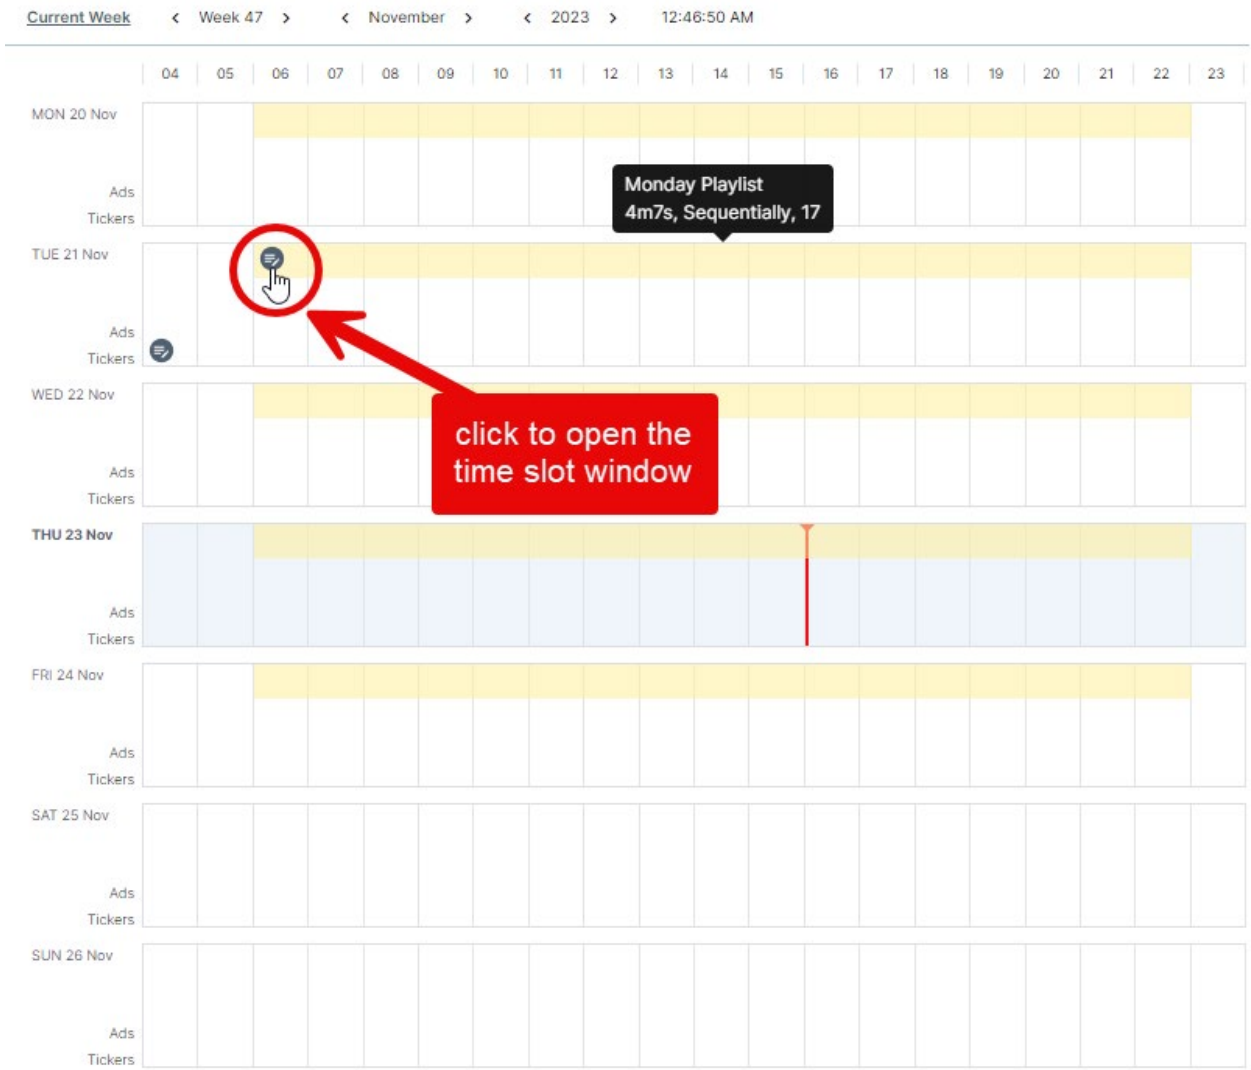 Current Week < Week 47 > < November > < 2023 > 12:46:50 AM
04 05 06 07 08 09 10 11 12 13 14 15 16 17 18 19 20 21 22 23
MON 20 Nov
Ads
Tickers
Monday Playlist
4m7s, Sequentially, 17
TUE 21 Nov
Ads
Tickers
WED 22 Nov
click to open the
time slot window
Ads
Tickers
THU 23 Nov
Ads
Tickers
FRI 24 Nov
Ads
Tickers
SAT 25 Nov
Ads
Tickers
SUN 26 Nov
Ads
Tickers